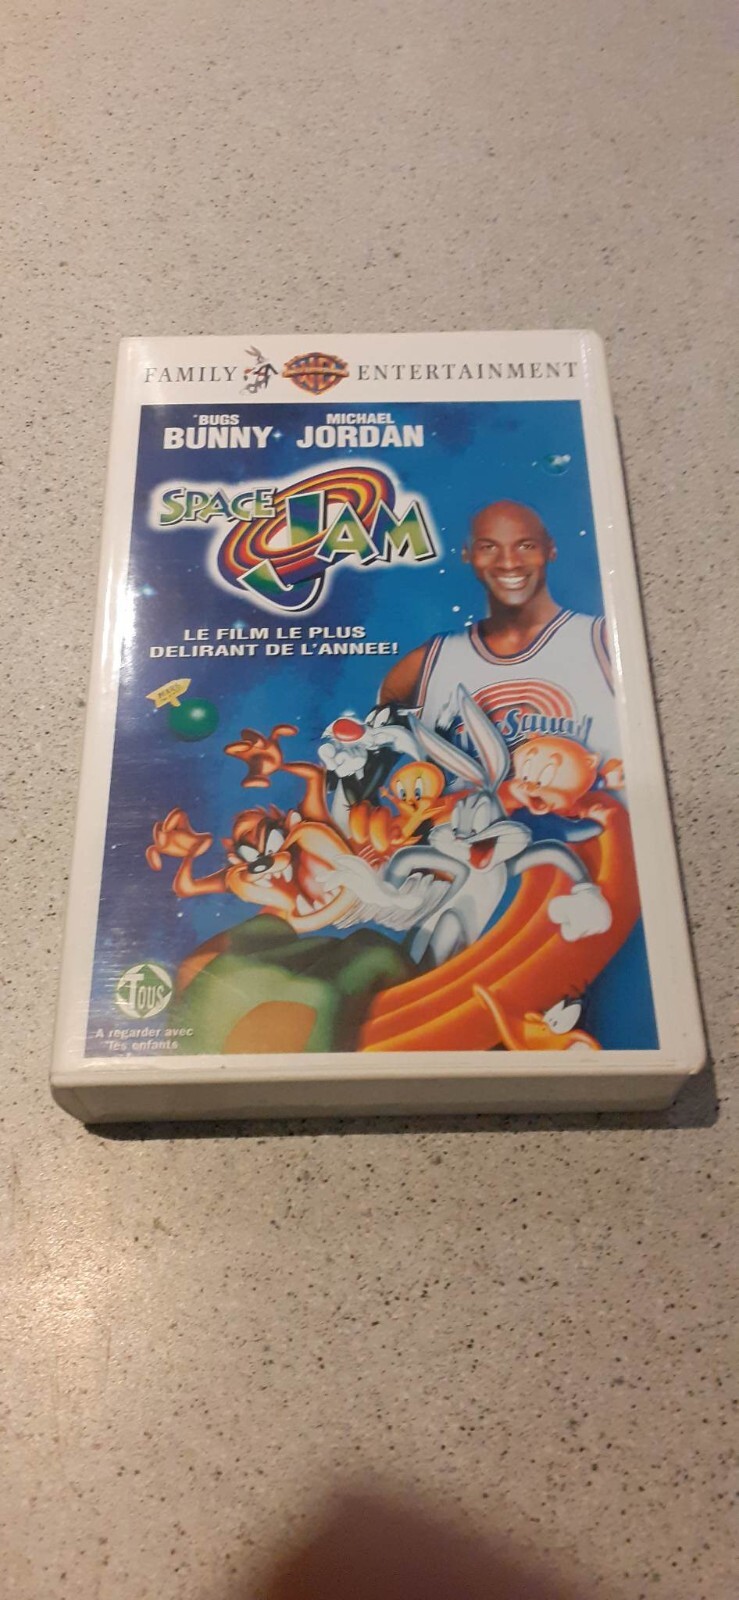 FAMILY ENTERTAINMENT
BUGS MICHAEL
BUNNY JORDAN
SPACE JAM
LE FILM LE PLUS
DELIRANT DE L'ANNEE!
MARS
TOUS
A regarder avec
les enfants